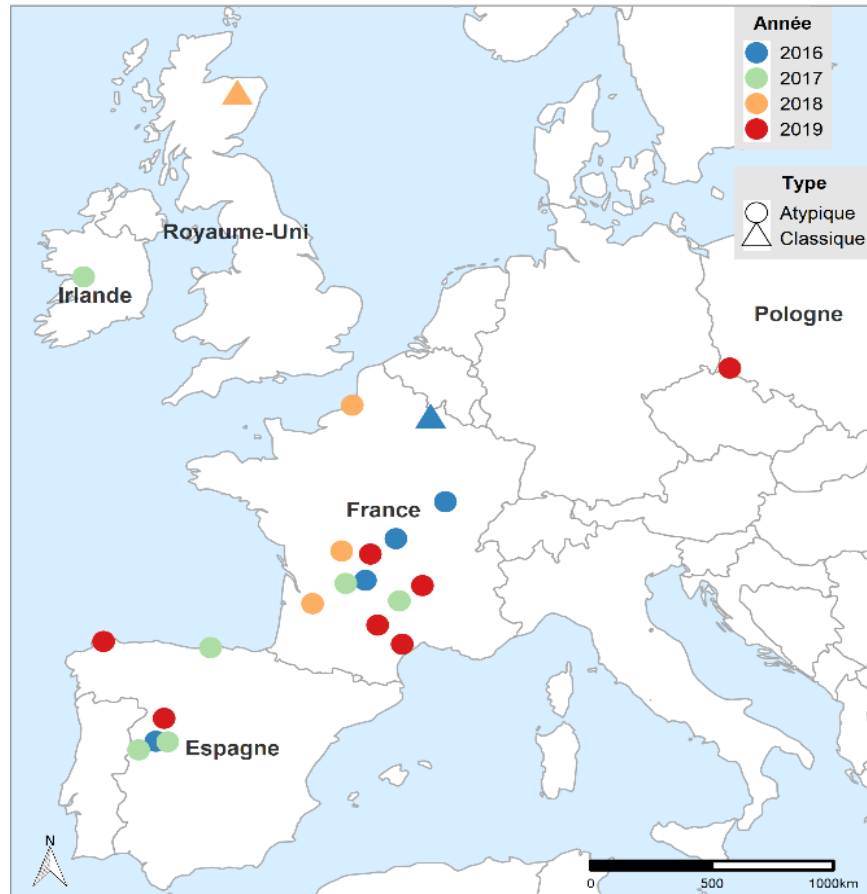 Année
2016
2017
2018
2019
Type
Atypique
Classique
Royaume-Uni
Irlande
Pologne
France
Espagne
N
0 500 1000km